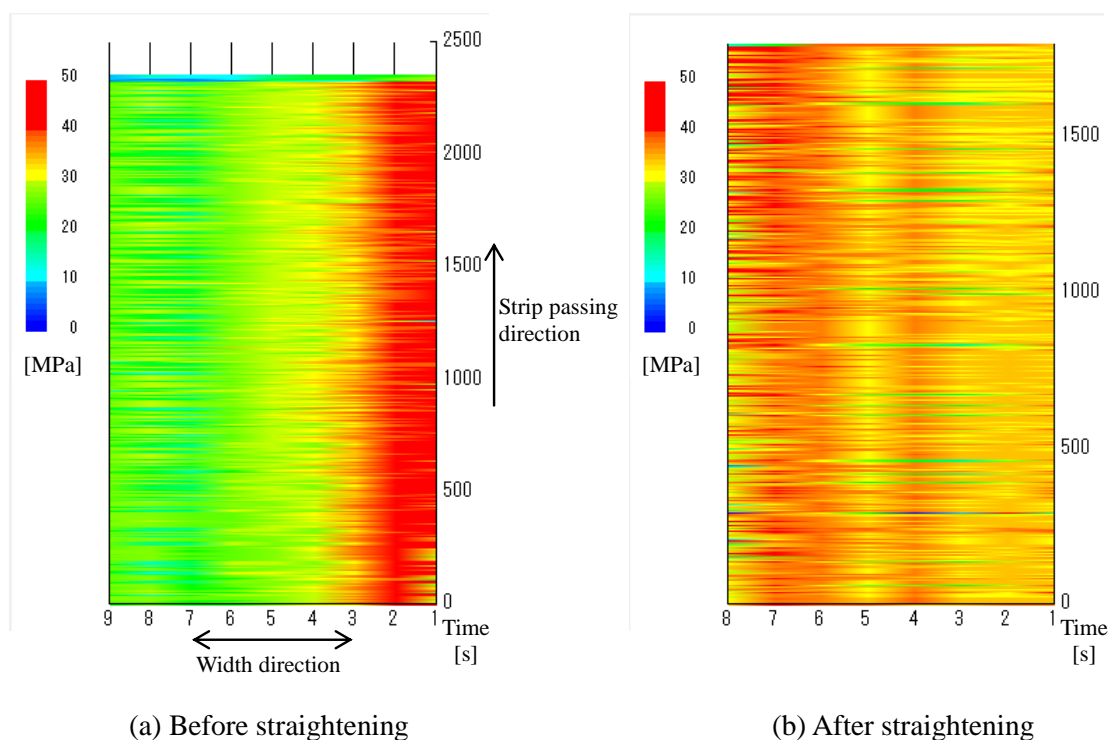 50
40
30
20
10
0
[MPa]
2500
2000
1500
1000
500
0
9 8 7 6 5 4 3 2 1
Time
[s]
Width direction
Strip passing
direction
(a) Before straightening
50
40
30
20
10
0
[MPa]
1500
1000
500
0
8 7 6 5 4 3 2 1
Time
[s]
(b) After straightening